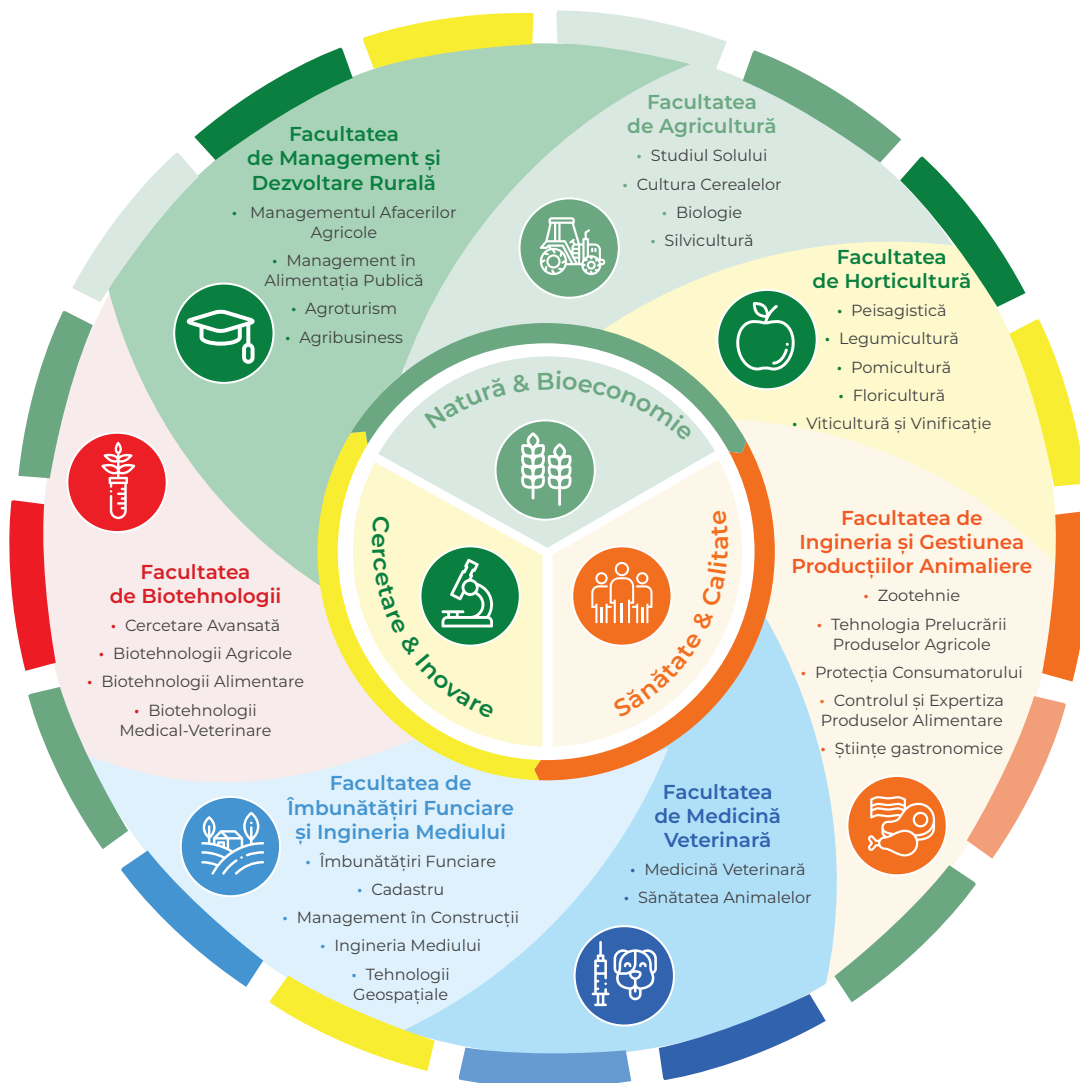 Facultatea
de Management și
Dezvoltare Rurală
• Managementul Afacerilor
Agricole
• Management în
Alimentația Publică
• Agroturism
• Agribusiness
Facultatea
de Agricultură
• Studiul Solului
• Cultura Cerealelor
• Biologie
• Silvicultură
Facultatea
de Horticultură
• Peisagistică
• Legumicultură
• Pomicultură
• Floricultură
• Viticultură și Vinificație
Natură & Bioeconomie
Cercetare & Inovare
Sănătate & Calitate
Facultatea de
Ingineria și Gestiunea
Producțiilor Animaliere
• Zootehnie
• Tehnologia Prelucrării
Produselor Agricole
• Protecția Consumatorului
• Controlul și Expertiza
Produselor Alimentare
• Științe gastronomice
Facultatea
de Biotehnologii
• Cercetare Avansată
• Biotehnologii Agricole
• Biotehnologii Alimentare
• Biotehnologii
Medical-Veterinare
Facultatea de
Îmbunătățiri Funciare
și Ingineria Mediului
• Îmbunătățiri Funciare
• Cadastru
• Management în Construcții
• Ingineria Mediului
• Tehnologii
Geospațiale
Facultatea
de Medicină
Veterinară
• Medicină Veterinară
• Sănătatea Animalelor